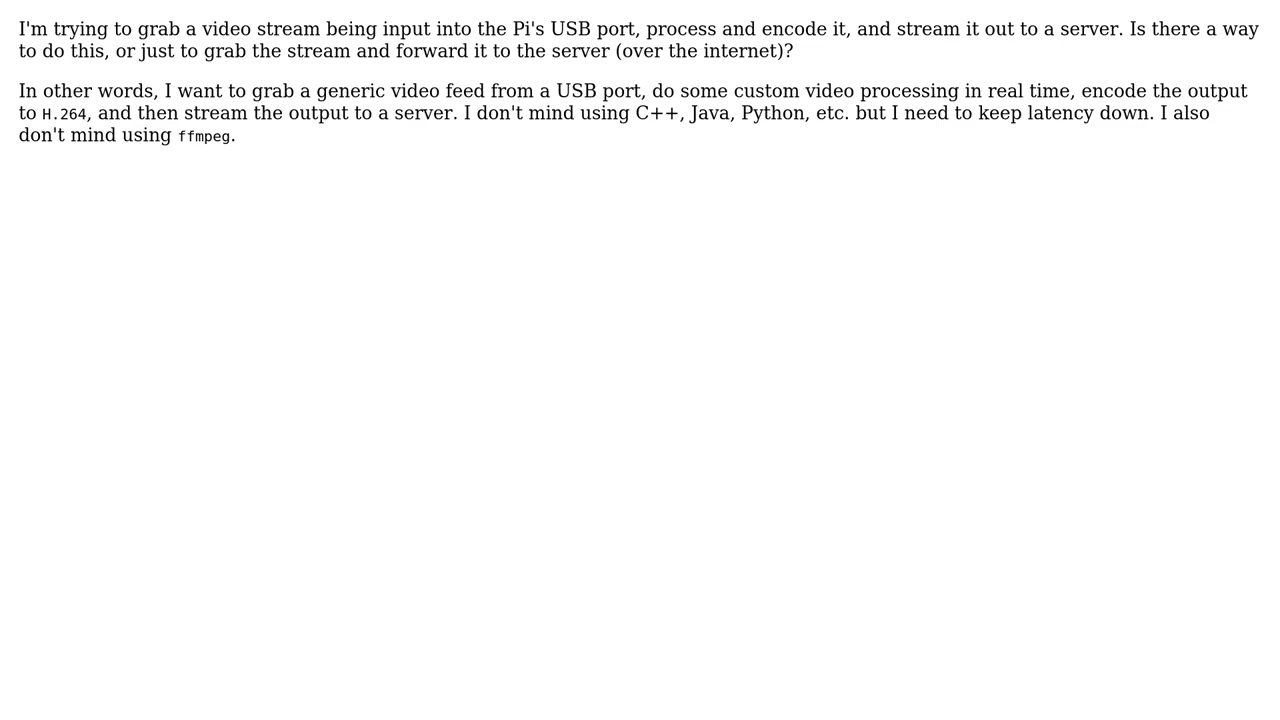 I'm trying to grab a video stream being input into the Pi's USB port, process and encode it, and stream it out to a server. Is there a way
to do this, or just to grab the stream and forward it to the server (over the internet)?
In other words, I want to grab a generic video feed from a USB port, do some custom video processing in real time, encode the output
to H.264, and then stream the output to a server. I don't mind using C++, Java, Python, etc. but I need to keep latency down. I also
don't mind using ffmpeg.